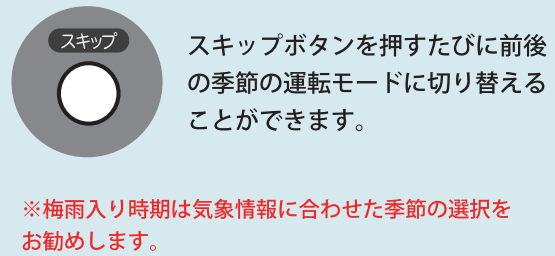 スキップ
スキップボタンを押すたびに前後
の季節の運転モードに切り替える
ことができます。
※梅雨入り時期は気象情報に合わせた季節の選択を
お勧めします。